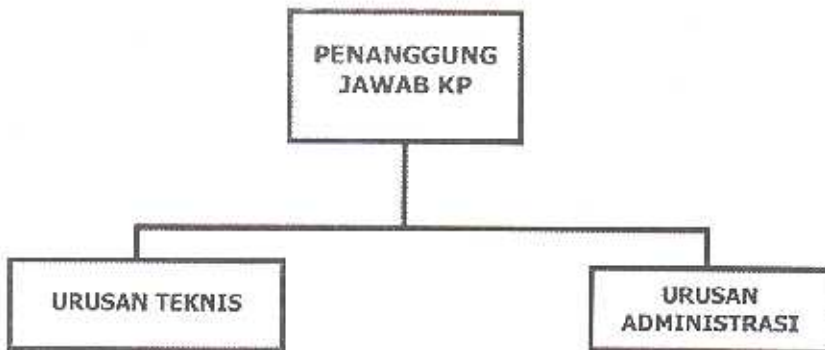 PENANGGUNG
JAWAB KP
URUSAN TEKNIS
URUSAN
ADMINISTRASI